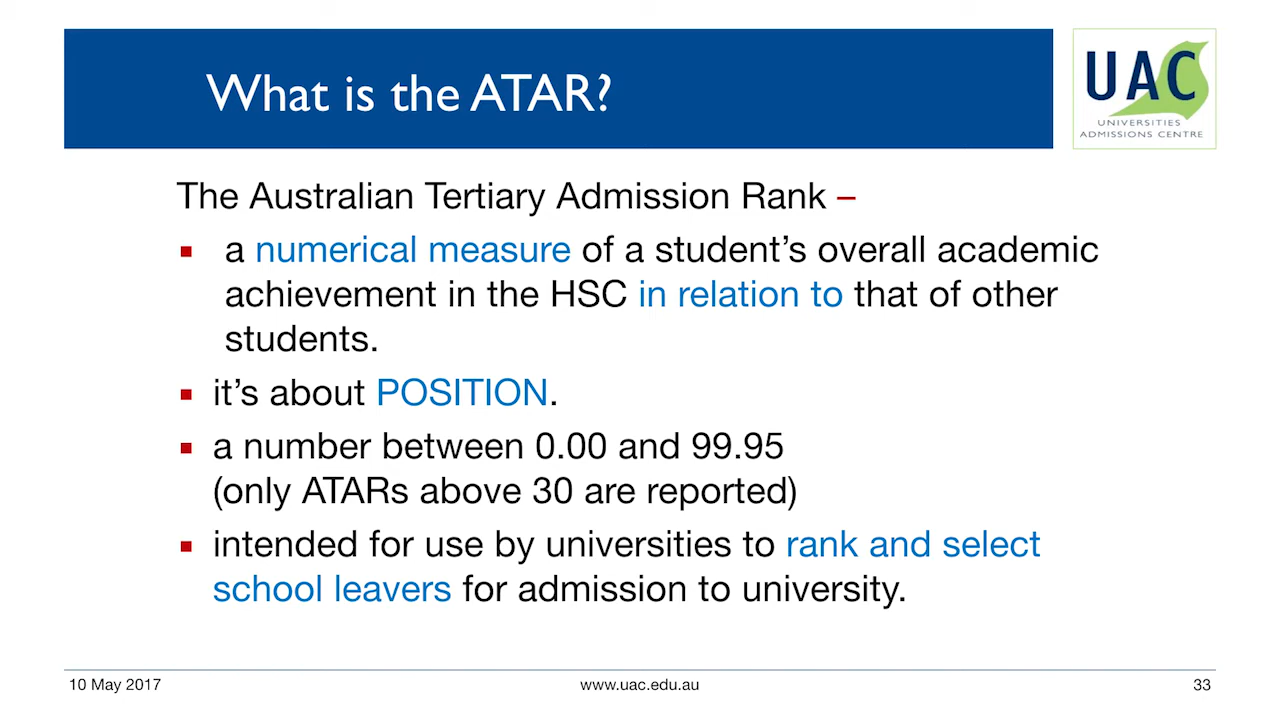 What is the ATAR?
UAC
UNIVERSITIES
ADMISSIONS CENTRE
The Australian Tertiary Admission Rank –
▪ a numerical measure of a student’s overall academic
achievement in the HSC in relation to that of other
students.
▪ it’s about POSITION.
▪ a number between 0.00 and 99.95
(only ATARs above 30 are reported)
▪ intended for use by universities to rank and select
school leavers for admission to university.
10 May 2017
www.uac.edu.au
33